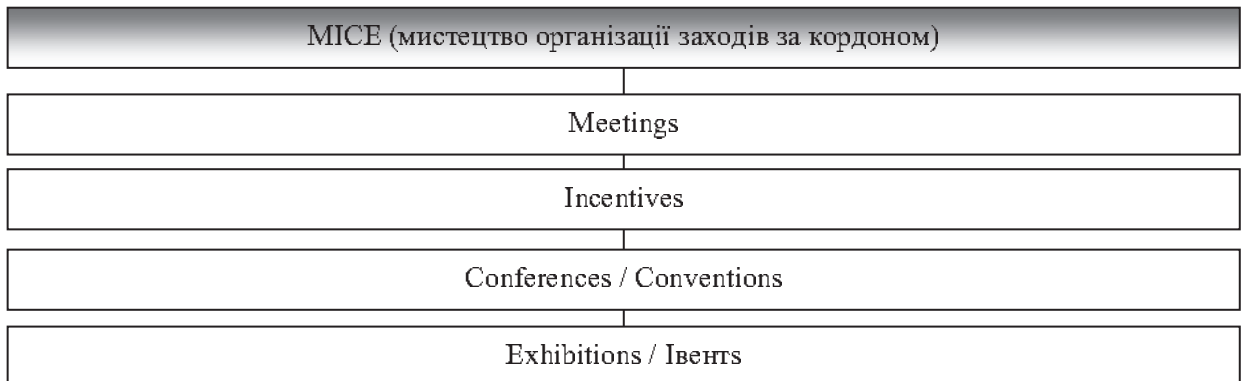 MICE (мистецтво організації заходів за кордоном)
Meetings
Incentives
Conferences / Conventions
Exhibitions / Івентs